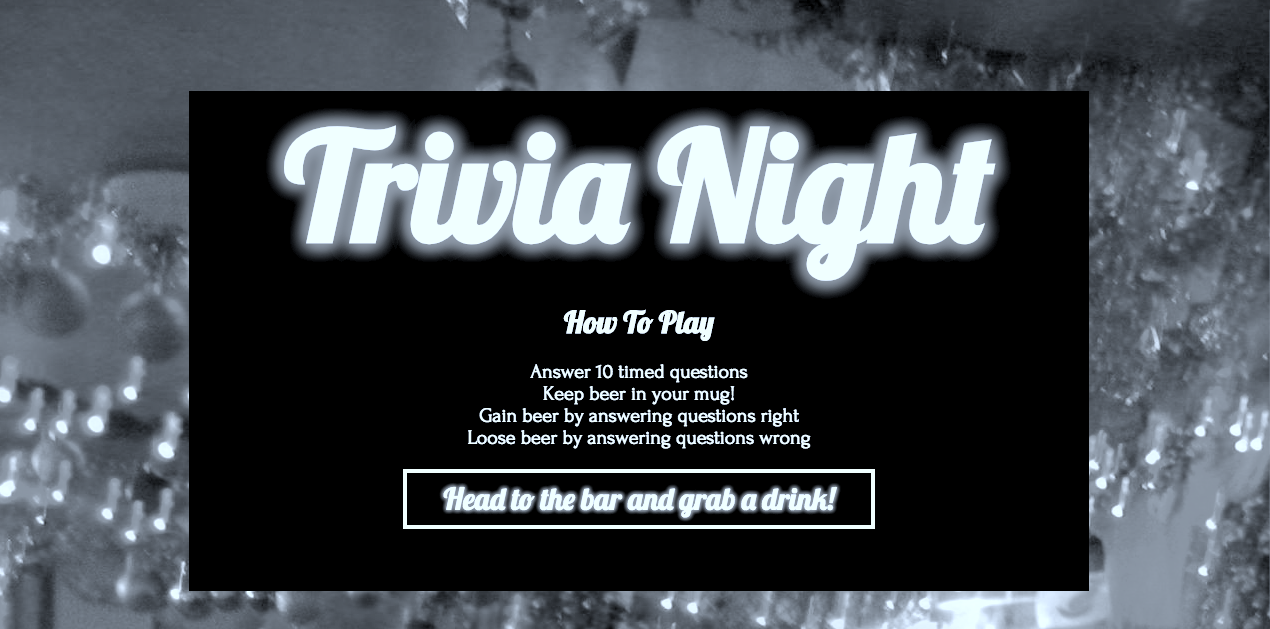 Trivia Night
How To Play
Answer 10 timed questions
Keep beer in your mug!
Gain beer by answering questions right
Loose beer by answering questions wrong
Head to the bar and grab a drink!